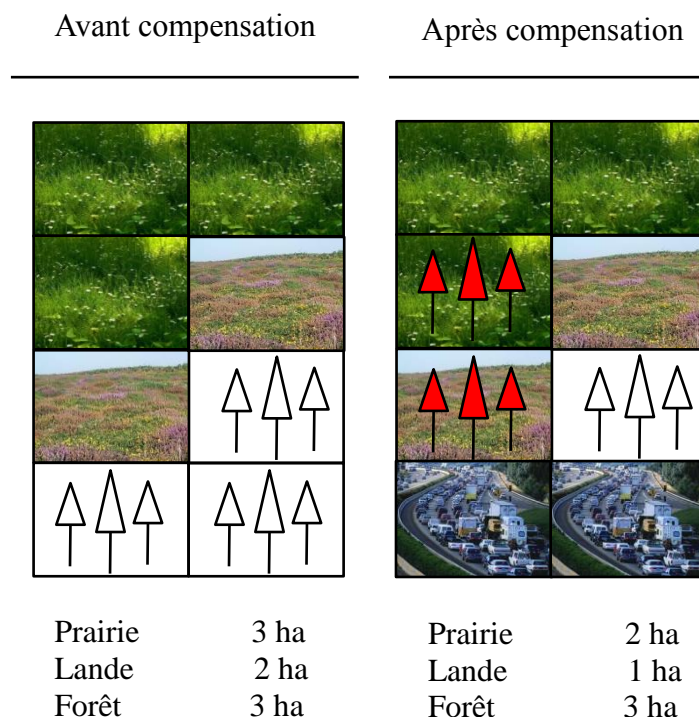 Avant compensation
Après compensation
Prairie 3 ha
Lande 2 ha
Forêt 3 ha
Prairie 2 ha
Lande 1 ha
Forêt 3 ha